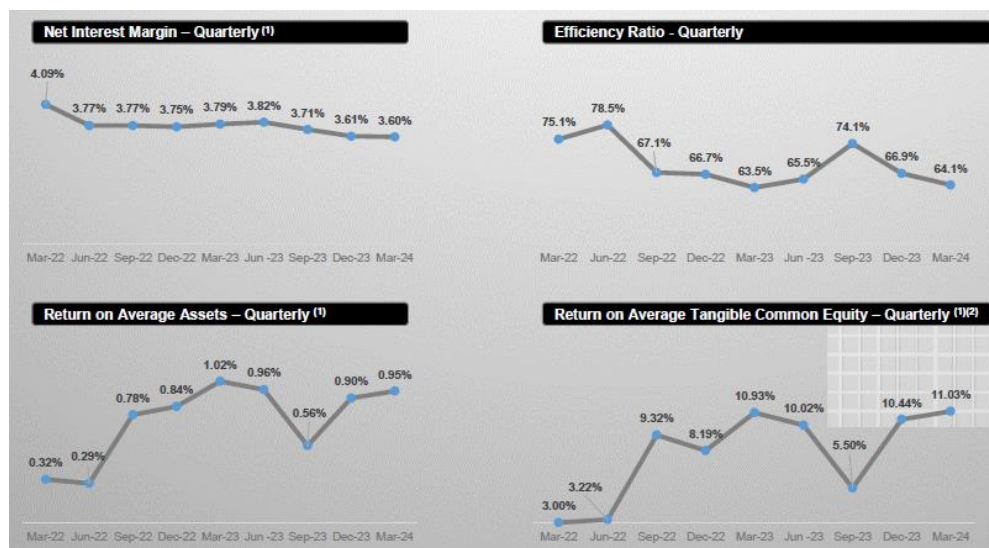 Net Interest Margin – Quarterly (1)
4.09%
3.77% 3.77% 3.75% 3.79% 3.82% 3.71% 3.61% 3.60%
Mar-22 Jun-22 Sep-22 Dec-22 Mar-23 Jun -23 Sep-23 Dec-23 Mar-24
Efficiency Ratio - Quarterly
75.1% 78.5% 67.1% 66.7% 63.5% 65.5% 74.1% 66.9% 64.1%
Mar-22 Jun-22 Sep-22 Dec-22 Mar-23 Jun -23 Sep-23 Dec-23 Mar-24
Return on Average Assets – Quarterly (1)
0.32% 0.29% 0.78% 0.84% 1.02% 0.96% 0.56% 0.90% 0.95%
Mar-22 Jun-22 Sep-22 Dec-22 Mar-23 Jun -23 Sep-23 Dec-23 Mar-24
Return on Average Tangible Common Equity – Quarterly (1)(2)
3.00% 3.22% 9.32% 8.19% 10.93% 10.02% 5.50% 10.44% 11.03%
Mar-22 Jun-22 Sep-22 Dec-22 Mar-23 Jun -23 Sep-23 Dec-23 Mar-24